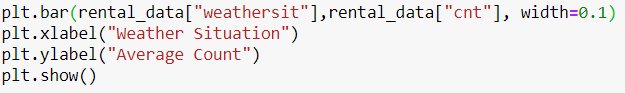 plt.bar(rental_data["weathersit"],rental_data["cnt"], width=0.1)
plt.xlabel("Weather Situation")
plt.ylabel("Average Count")
plt.show()